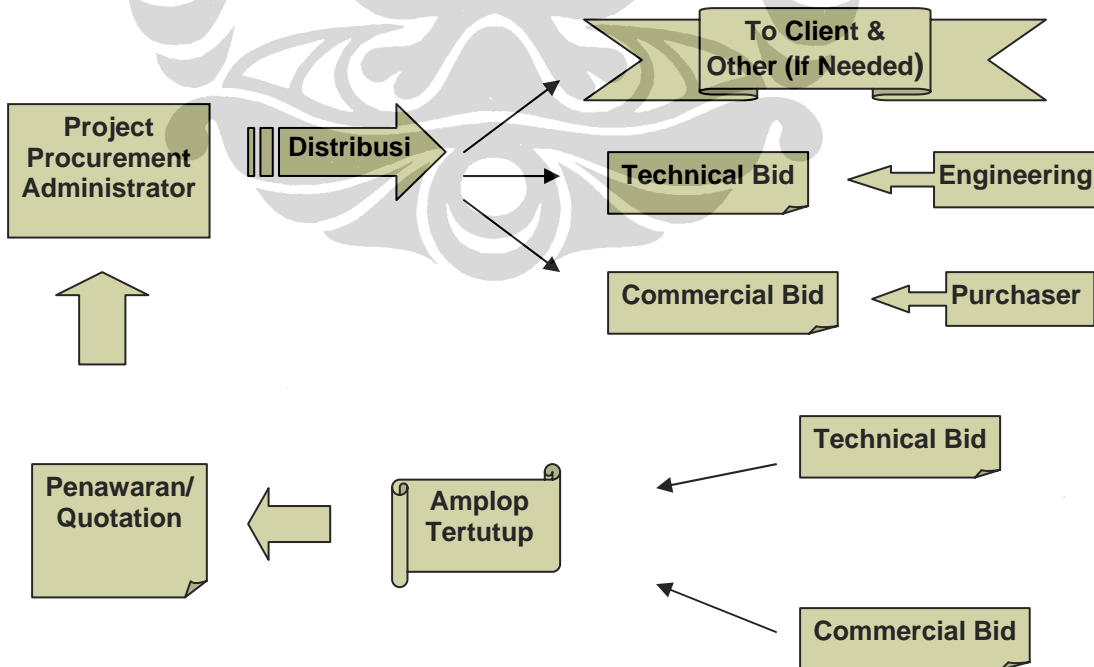 To Client &
Other (If Needed)
Project
Procurement
Administrator
Distribusi
Technical Bid
Engineering
Commercial Bid
Purchaser
Technical Bid
Penawaran/
Quotation
Amplop
Tertutup
Commercial Bid